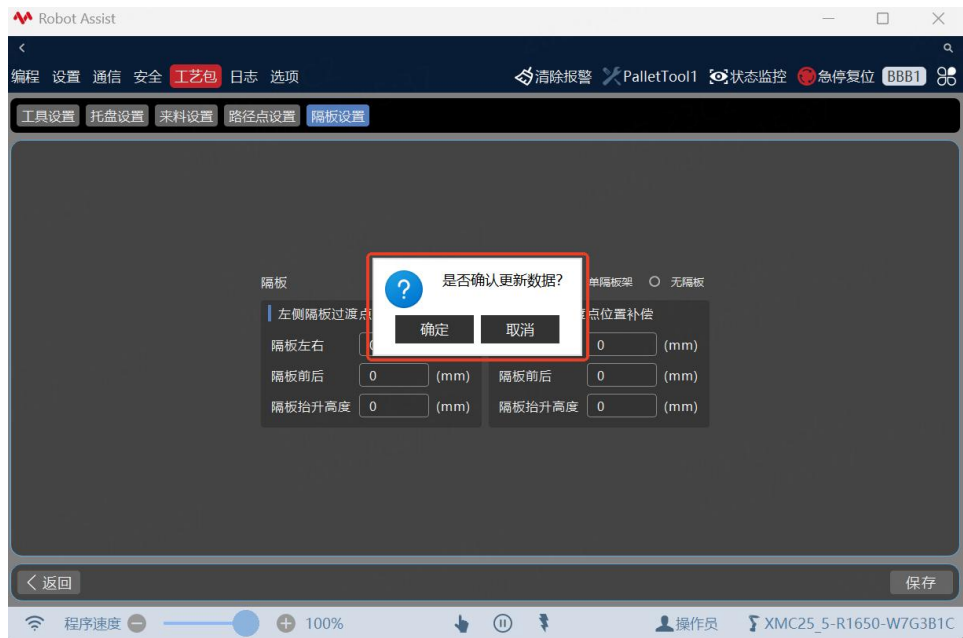 Robot Assist
编程 设置 通信 安全 工艺包 日志 选项 清除报警 PalletTool1 状态监控 急停复位 BBB1
工具设置 托盘设置 来料设置 路径点设置 隔板设置
是否确认更新数据?
确定 取消
隔板 单隔板架 无隔板
左侧隔板过渡 点位置补偿
隔板左右 0 (mm)
隔板前后 0 (mm) 隔板前后 0 (mm)
隔板抬升高度 0 (mm) 隔板抬升高度 0 (mm)
返回 保存
程序速度 100% 操作员 XMC25_5-R1650-W7G3B1C